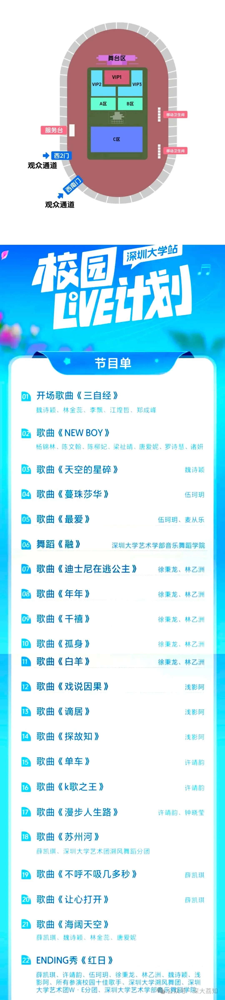 舞台区
VIP1
VIP2
VIP3
A区
B区
移动卫生间
服务台
C区
移动卫生间
西2门
观众通道
西南门
观众通道
深圳大学站
校园
LiVE计划
节目单
01 开场歌曲《三自经》
魏诗颖、林金蕊、李飘、江煌哲、郑成峰
02 歌曲《NEW BOY》
杨锦林、陈文翰、陈柳妃、梁祉晴、唐爱妮、罗诗慧、诸妍
03 歌曲《天空的星碎》 魏诗颖
04 歌曲《蔓珠莎华》 伍珂玥
05 歌曲《最爱》 伍珂玥、麦从乐
06 舞蹈《融》 深圳大学艺术学部音乐舞蹈学院
07 歌曲《迪士尼在逃公主》 徐秉龙、林乙洲
08 歌曲《年年》 徐秉龙、林乙洲
09 歌曲《千禧》 徐秉龙、林乙洲
10 歌曲《孤身》 徐秉龙、林乙洲
11 歌曲《白羊》 徐秉龙、林乙洲
12 歌曲《戏说因果》 浅影阿
13 歌曲《谪居》 浅影阿
14 歌曲《探故知》 浅影阿
15 歌曲《单车》 许靖韵
16 歌曲《k歌之王》 许靖韵
17 歌曲《漫步人生路》 许靖韵、钟晓莹
18 歌曲《苏州河》
薛凯琪、深圳大学艺术团溯风舞蹈分团
19 歌曲《不呼不吸几多秒》 薛凯琪
20 歌曲《让心打开》 薛凯琪
21 歌曲《海阔天空》
薛凯琪、魏诗颖、林金蕊、唐爱妮
22 ENDING秀《红日》
薛凯琪、许靖韵、伍珂玥、徐秉龙、林乙洲、魏诗颖、浅
影阿、所有参演校园十佳歌手、深圳大学溯风舞团、深圳
大学艺术团W·E分团、深圳大学艺术学部音乐舞蹈学院
公众号·深大荔知